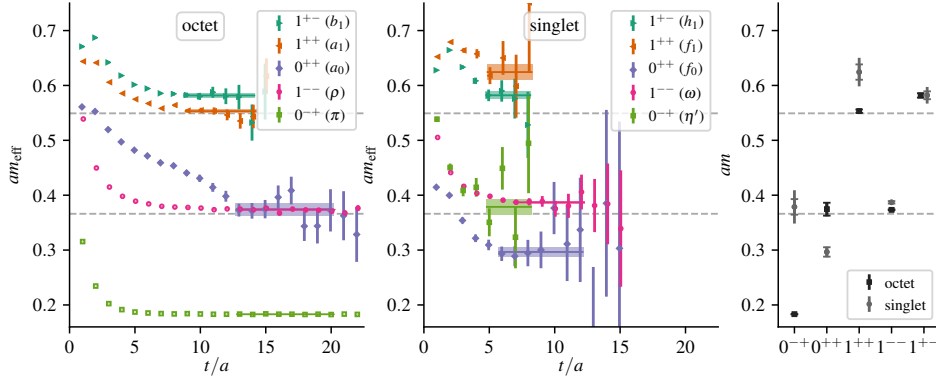 octet
1⁺⁻ (b₁)
1⁺⁺ (a₁)
0⁺⁺ (a₀)
1⁻⁻ (ρ)
0⁻⁺ (π)
0.7
0.6
0.5
0.4
0.3
0.2
am_eff
0 5 10 15 20
t/a
singlet
1⁺⁻ (h₁)
1⁺⁺ (f₁)
0⁺⁺ (f₀)
1⁻⁻ (ω)
0⁻⁺ (η′)
0.7
0.6
0.5
0.4
0.3
0.2
am_eff
0 5 10 15 20
t/a
0.7
0.6
0.5
0.4
0.3
0.2
am
octet
singlet
0⁻⁺ 0⁺⁺ 1⁺⁺ 1⁻⁻ 1⁺⁻